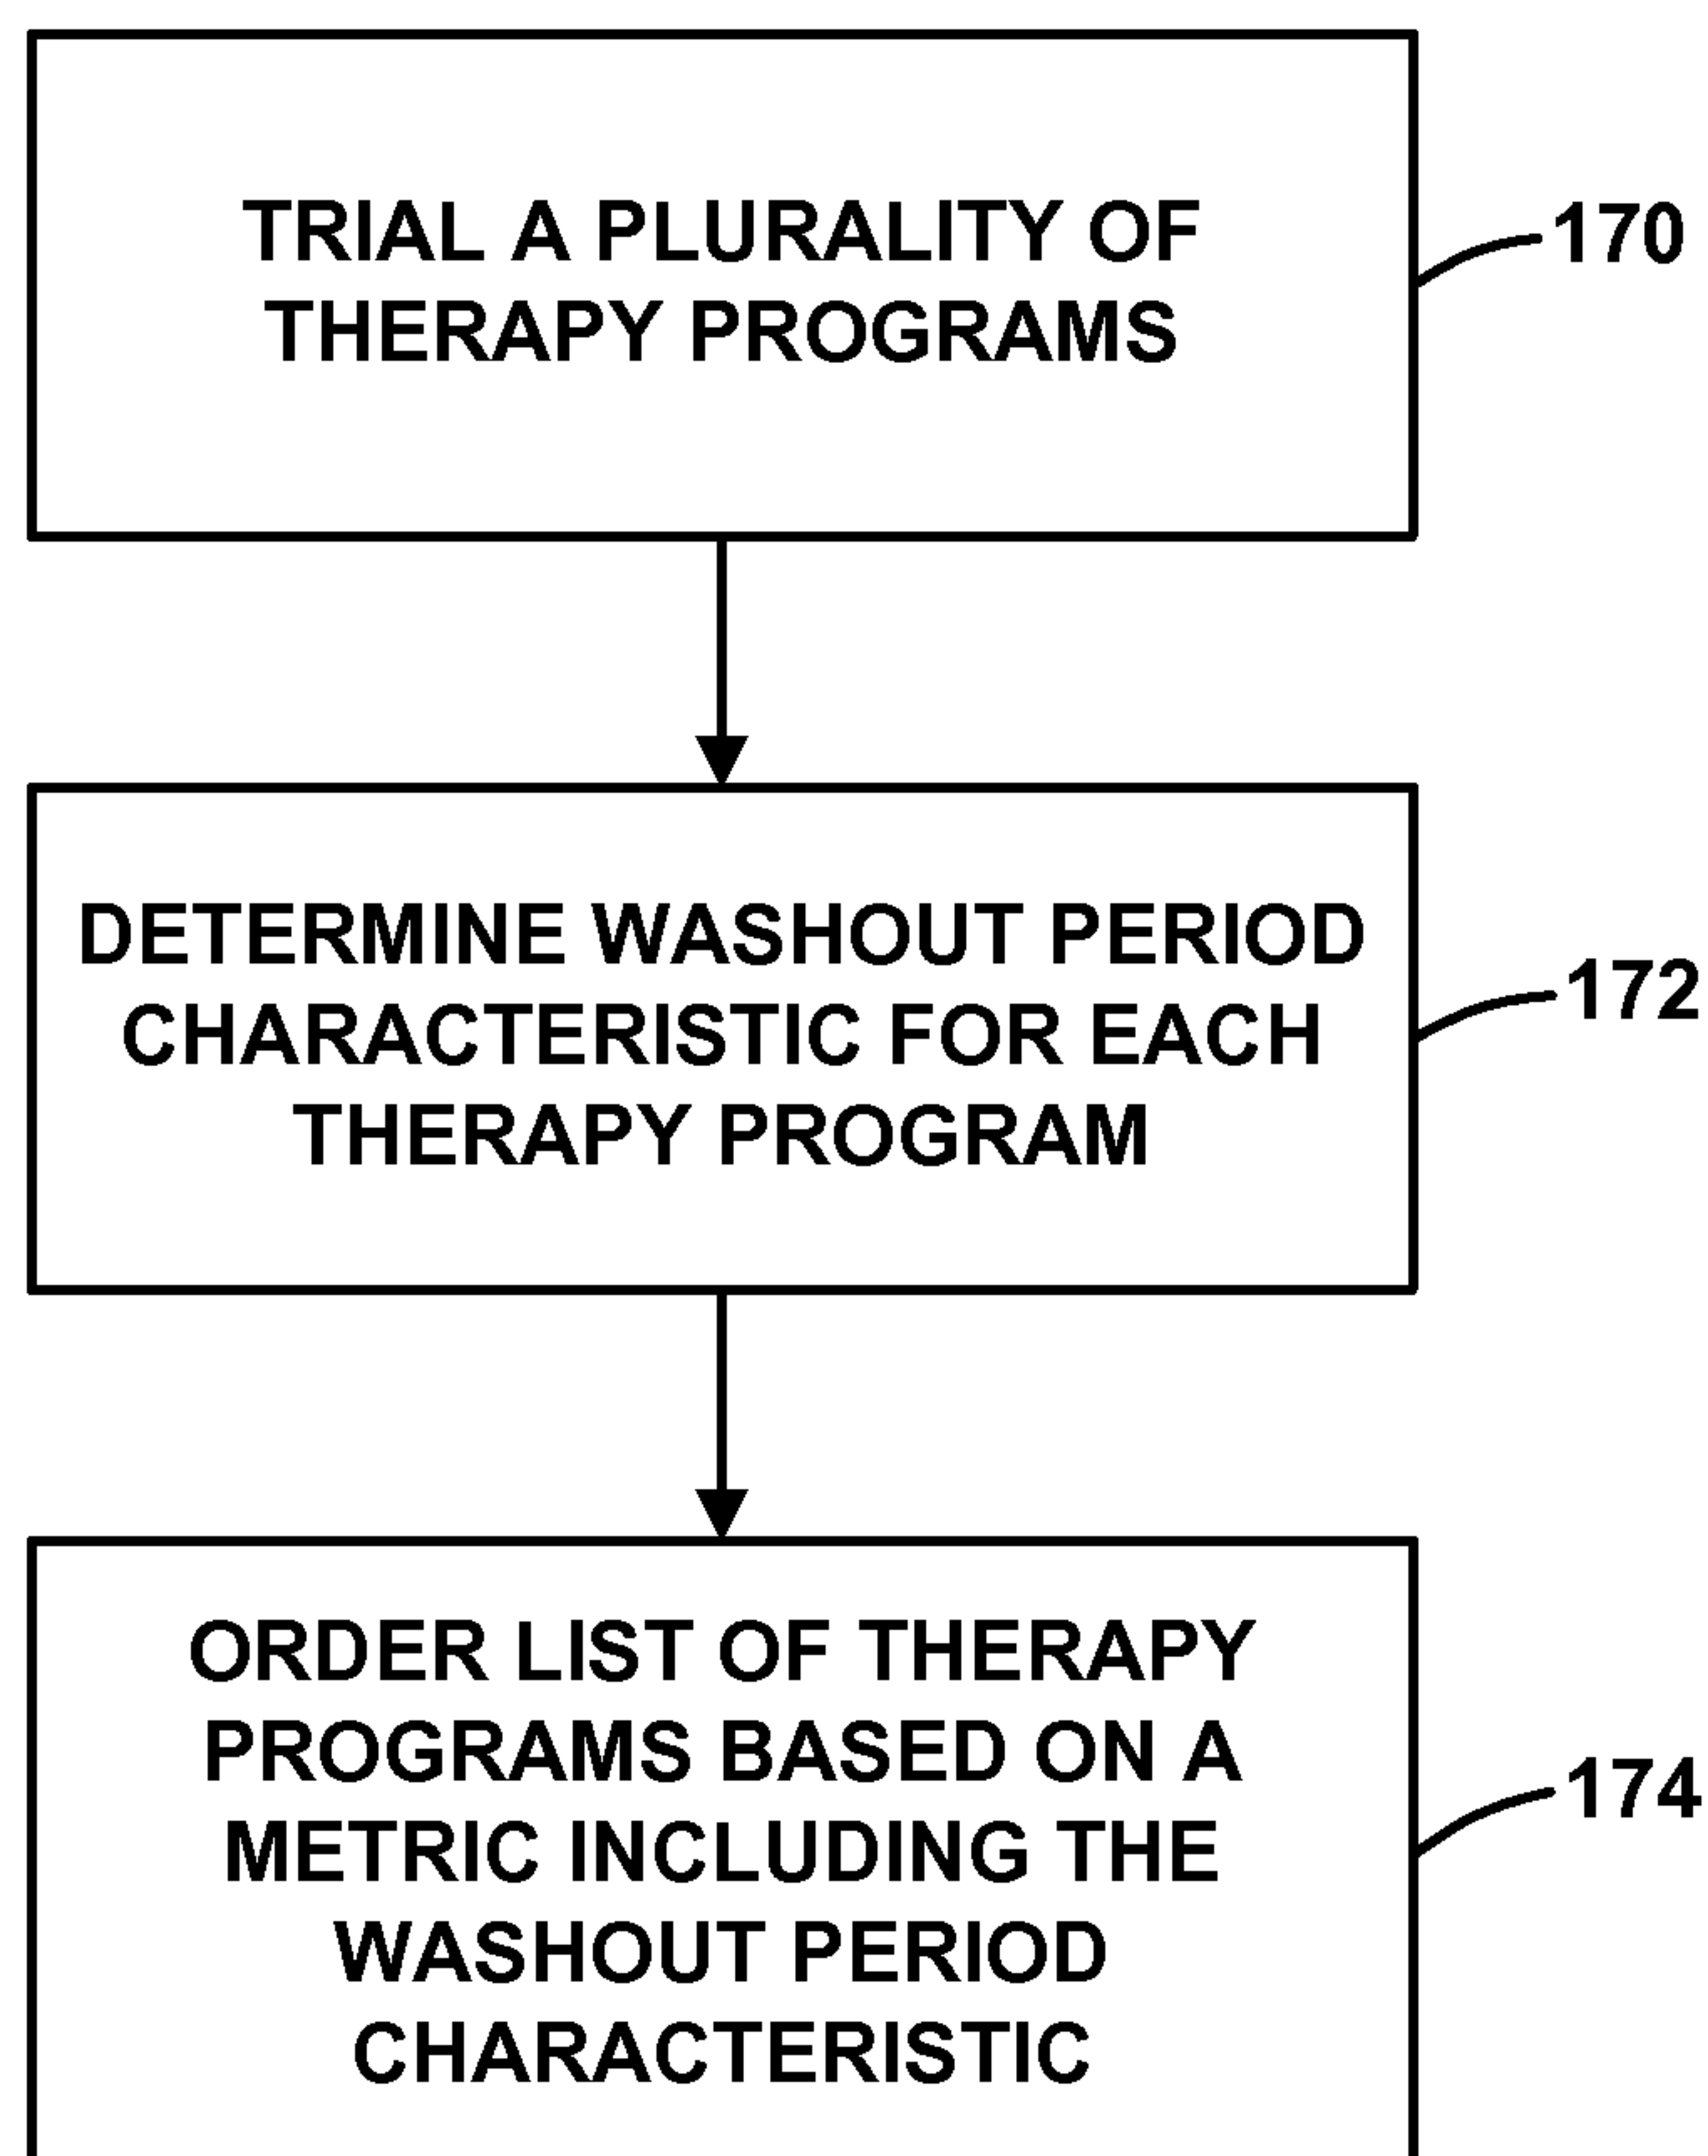 TRIAL A PLURALITY OF
THERAPY PROGRAMS
170
DETERMINE WASHOUT PERIOD
CHARACTERISTIC FOR EACH
THERAPY PROGRAM
172
ORDER LIST OF THERAPY
PROGRAMS BASED ON A
METRIC INCLUDING THE
WASHOUT PERIOD
CHARACTERISTIC
174